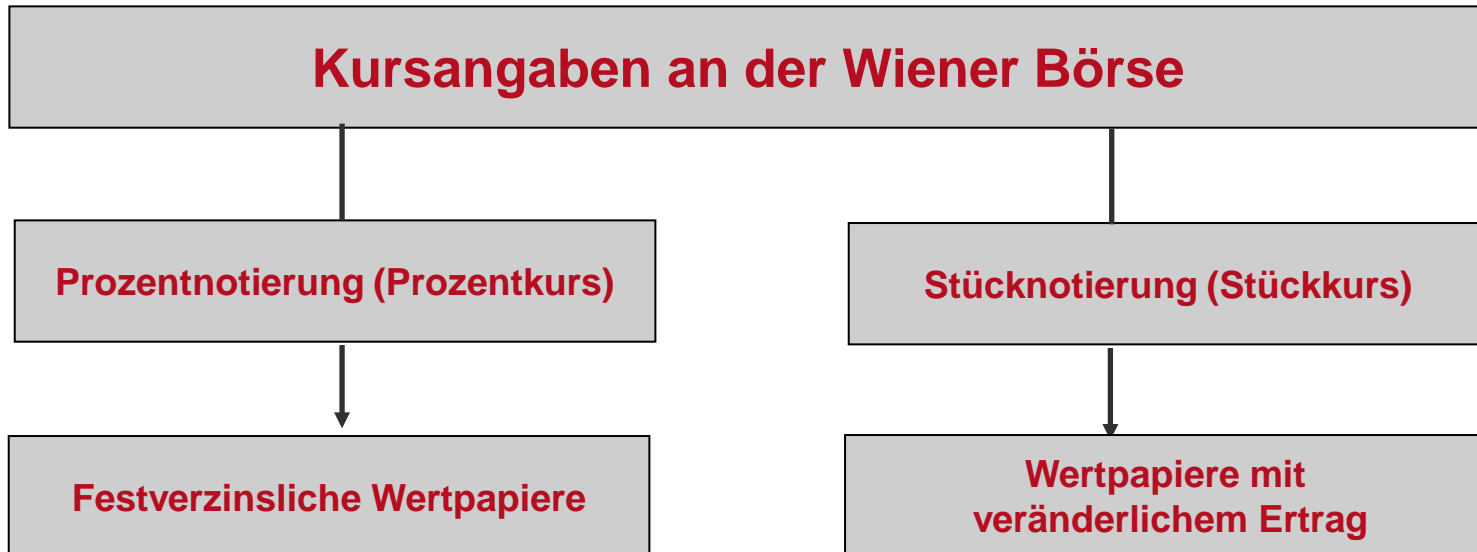 Kursangaben an der Wiener Börse
Prozentnotierung (Prozentkurs)
Stücknotierung (Stückkurs)
Festverzinsliche Wertpapiere
Wertpapiere mit
veränderlichem Ertrag